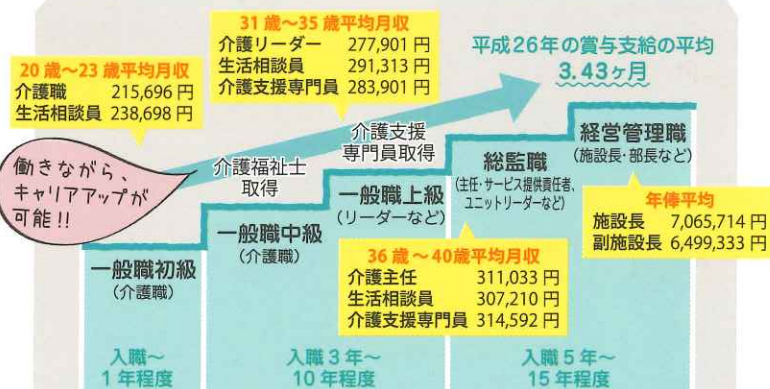 31歳～35歳平均月収
介護リーダー 277,901円
生活相談員 291,313円
介護支援専門員 283,901円
平成26年の賞与支給の平均
3.43ヶ月
20歳～23歳平均月収
介護職 215,696円
生活相談員 238,698円
働きながら、
キャリアアップが
可能!!
介護福祉士
取得
介護支援
専門員取得
一般職初級
(介護職)
一般職中級
(介護職)
一般職上級
(リーダーなど)
総監職
(主任・サービス提供責任者、
ユニットリーダーなど)
経営管理職
(施設長・部長など)
年俸平均
施設長 7,065,714円
副施設長 6,499,333円
36歳～40歳平均月収
介護主任 311,033円
生活相談員 307,210円
介護支援専門員 314,592円
入職～
1年程度
入職3年～
10年程度
入職5年～
15年程度